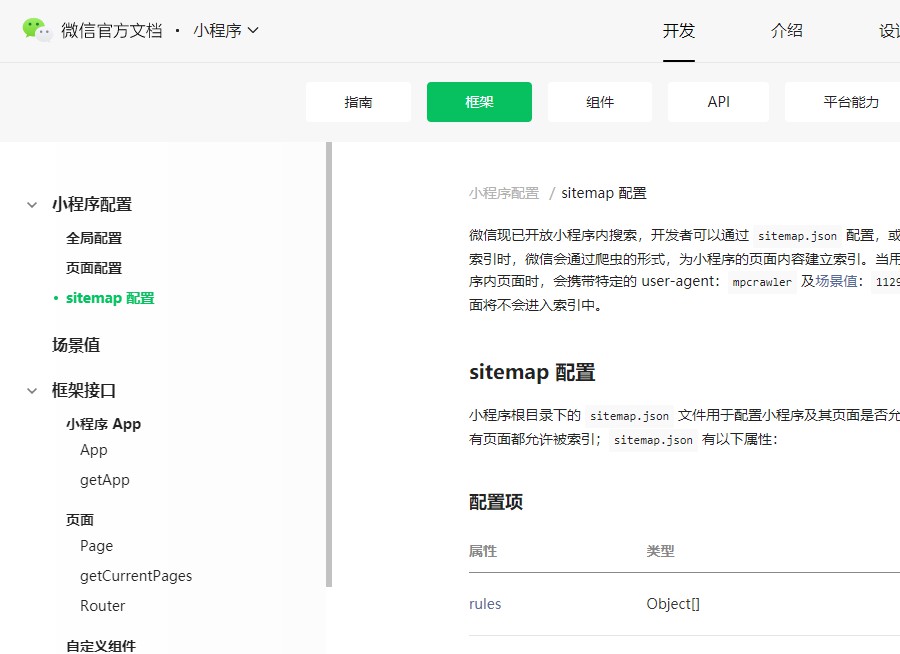 微信官方文档 · 小程序
开发
介绍
指南
框架
组件
API
平台能力
小程序配置
全局配置
页面配置
• sitemap 配置
场景值
框架接口
小程序 App
App
getApp
页面
Page
getCurrentPages
Router
自定义组件
小程序配置 / sitemap 配置
微信现已开放小程序内搜索，开发者可以通过 sitemap.json 配置，或
索引时，微信会通过爬虫的形式，为小程序的页面内容建立索引。当用
序内页面时，会携带特定的 user-agent： mpcrawler 及场景值： 1129
面将不会进入索引中。
sitemap 配置
小程序根目录下的 sitemap.json 文件用于配置小程序及其页面是否允
有页面都允许被索引； sitemap.json 有以下属性：
配置项
属性 类型
rules Object[]